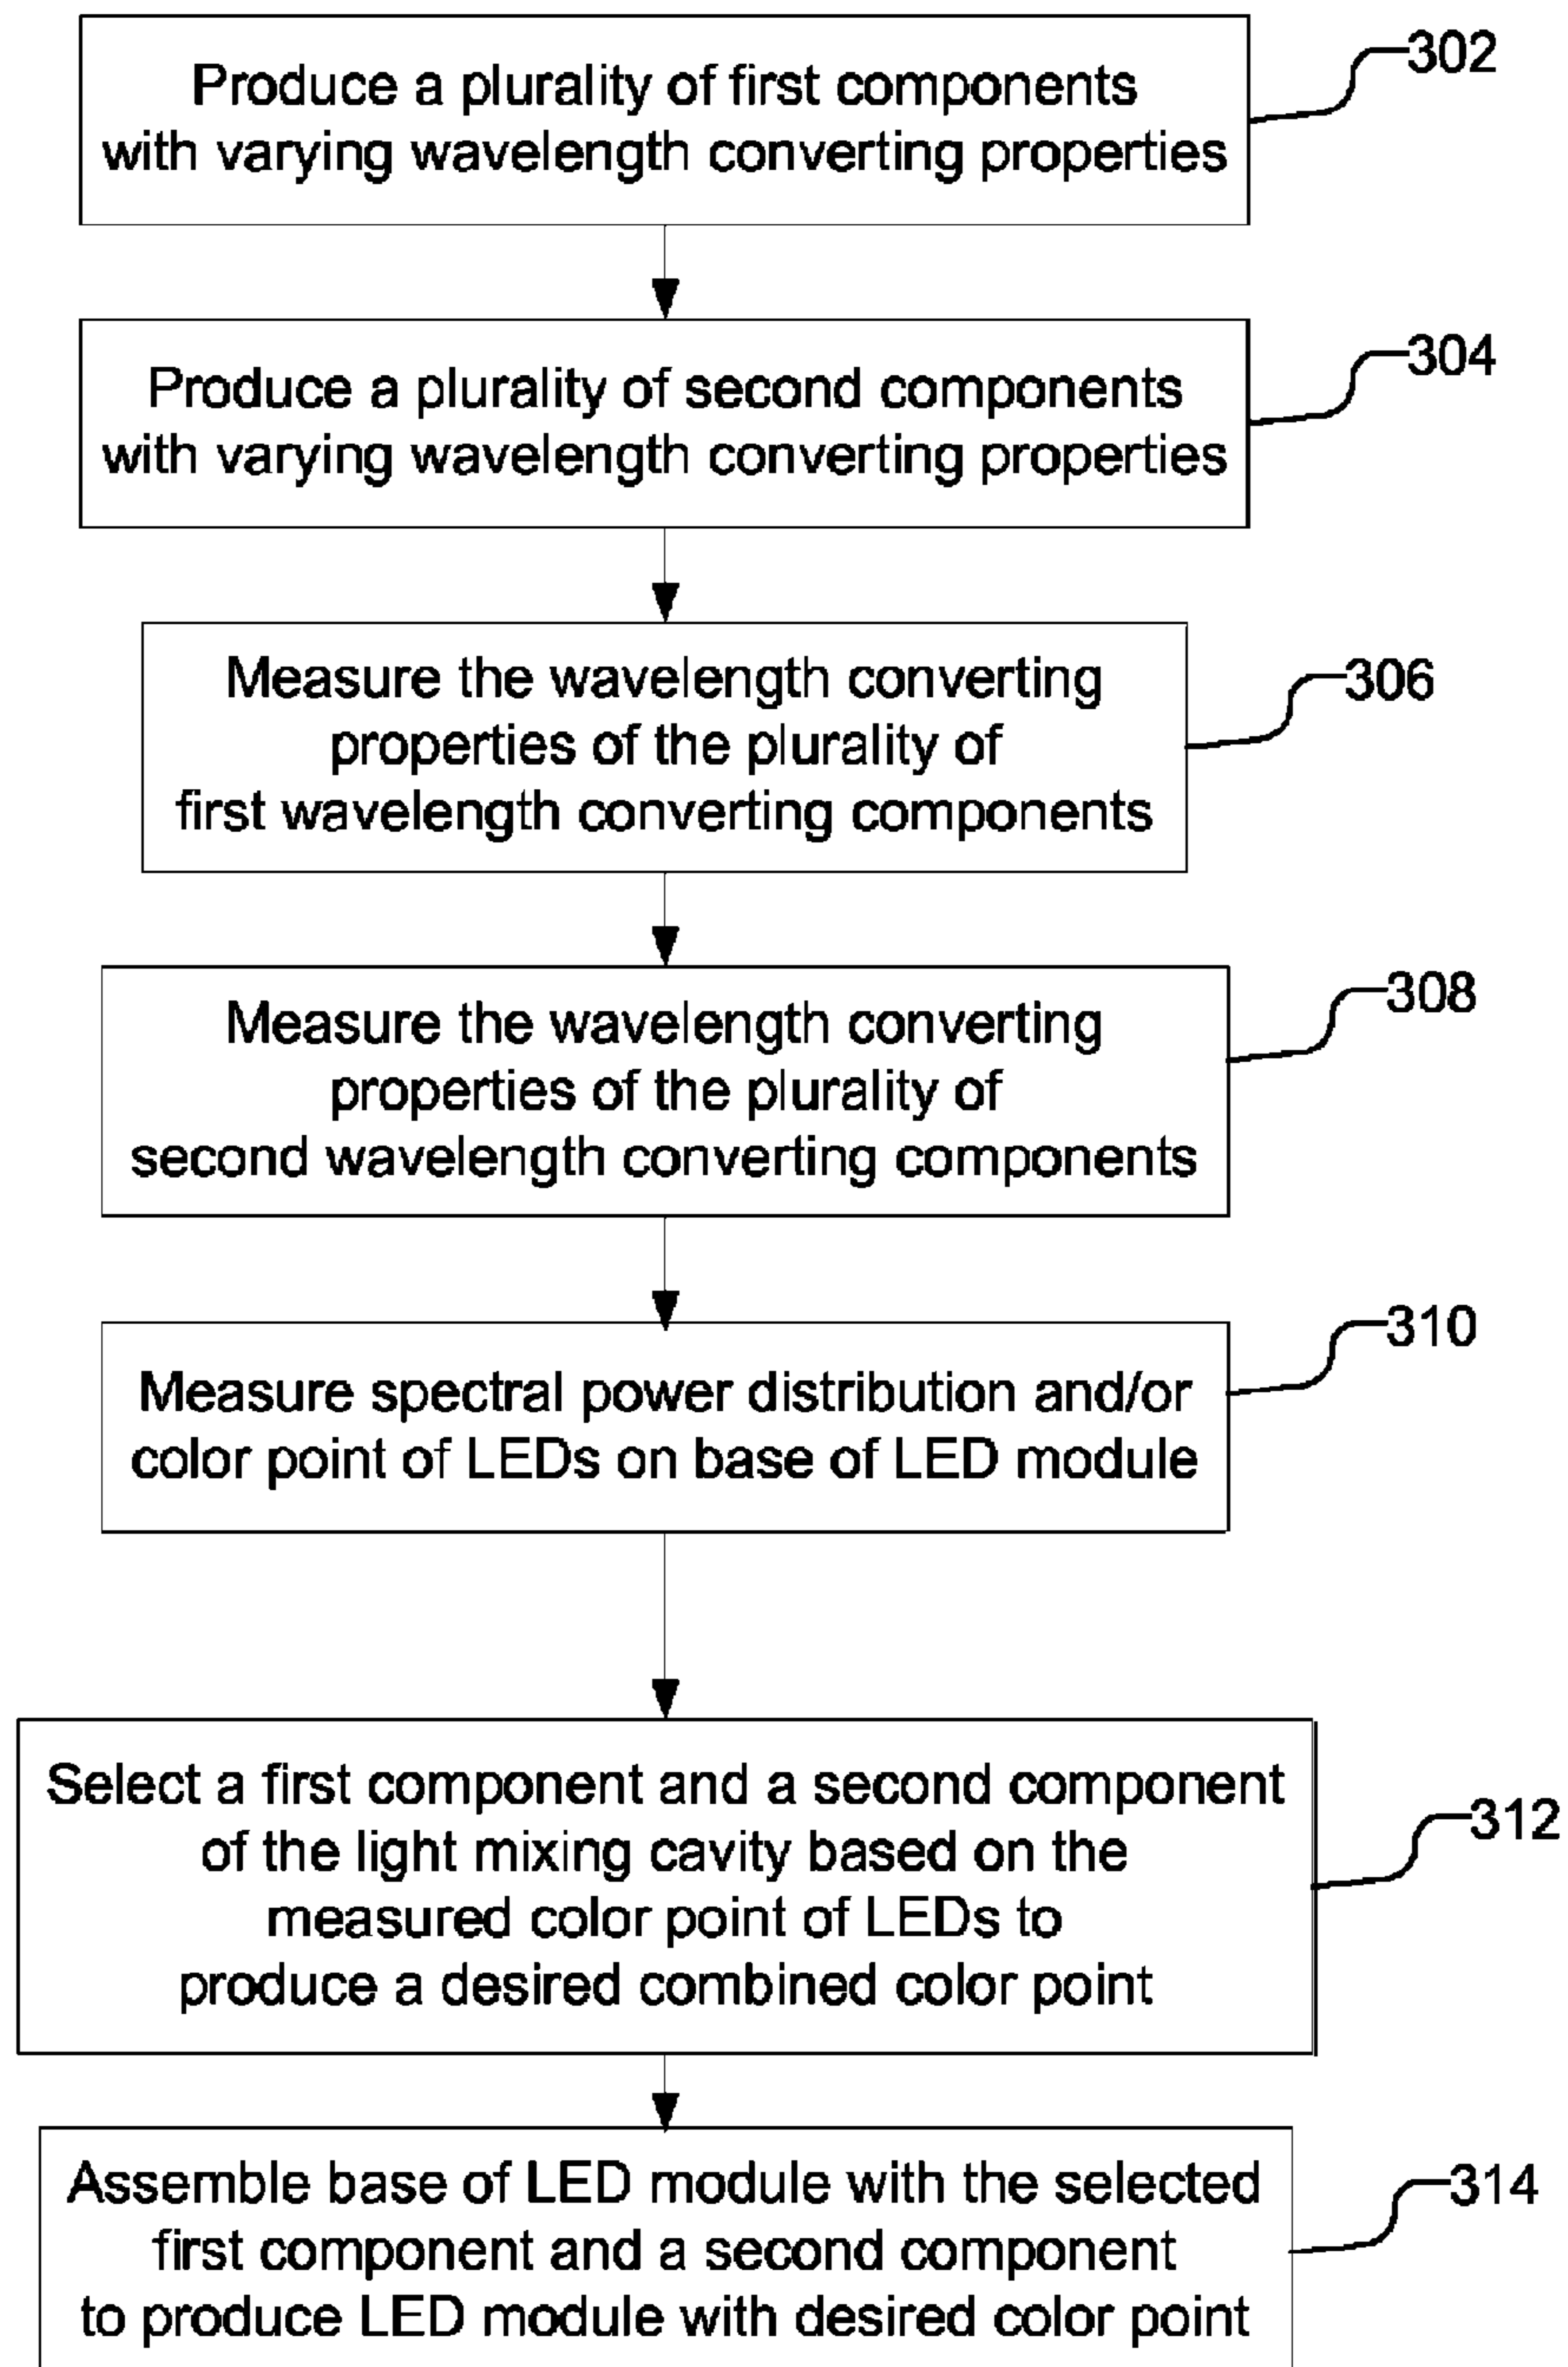 Produce a plurality of first components
with varying wavelength converting properties
302
Produce a plurality of second components
with varying wavelength converting properties
304
Measure the wavelength converting
properties of the plurality of
first wavelength converting components
306
Measure the wavelength converting
properties of the plurality of
second wavelength converting components
308
Measure spectral power distribution and/or
color point of LEDs on base of LED module
310
Select a first component and a second component
of the light mixing cavity based on the
measured color point of LEDs to
produce a desired combined color point
312
Assemble base of LED module with the selected
first component and a second component
to produce LED module with desired color point
314